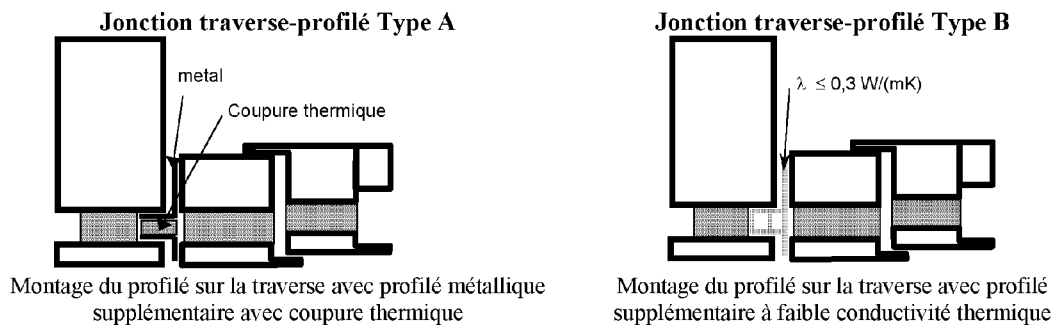 Jonction traverse-profilé Type A
metal
Coupure thermique
Montage du profilé sur la traverse avec profilé métallique
supplémentaire avec coupure thermique
Jonction traverse-profilé Type B
λ ≤ 0,3 W/(mK)
Montage du profilé sur la traverse avec profilé
supplémentaire à faible conductivité thermique